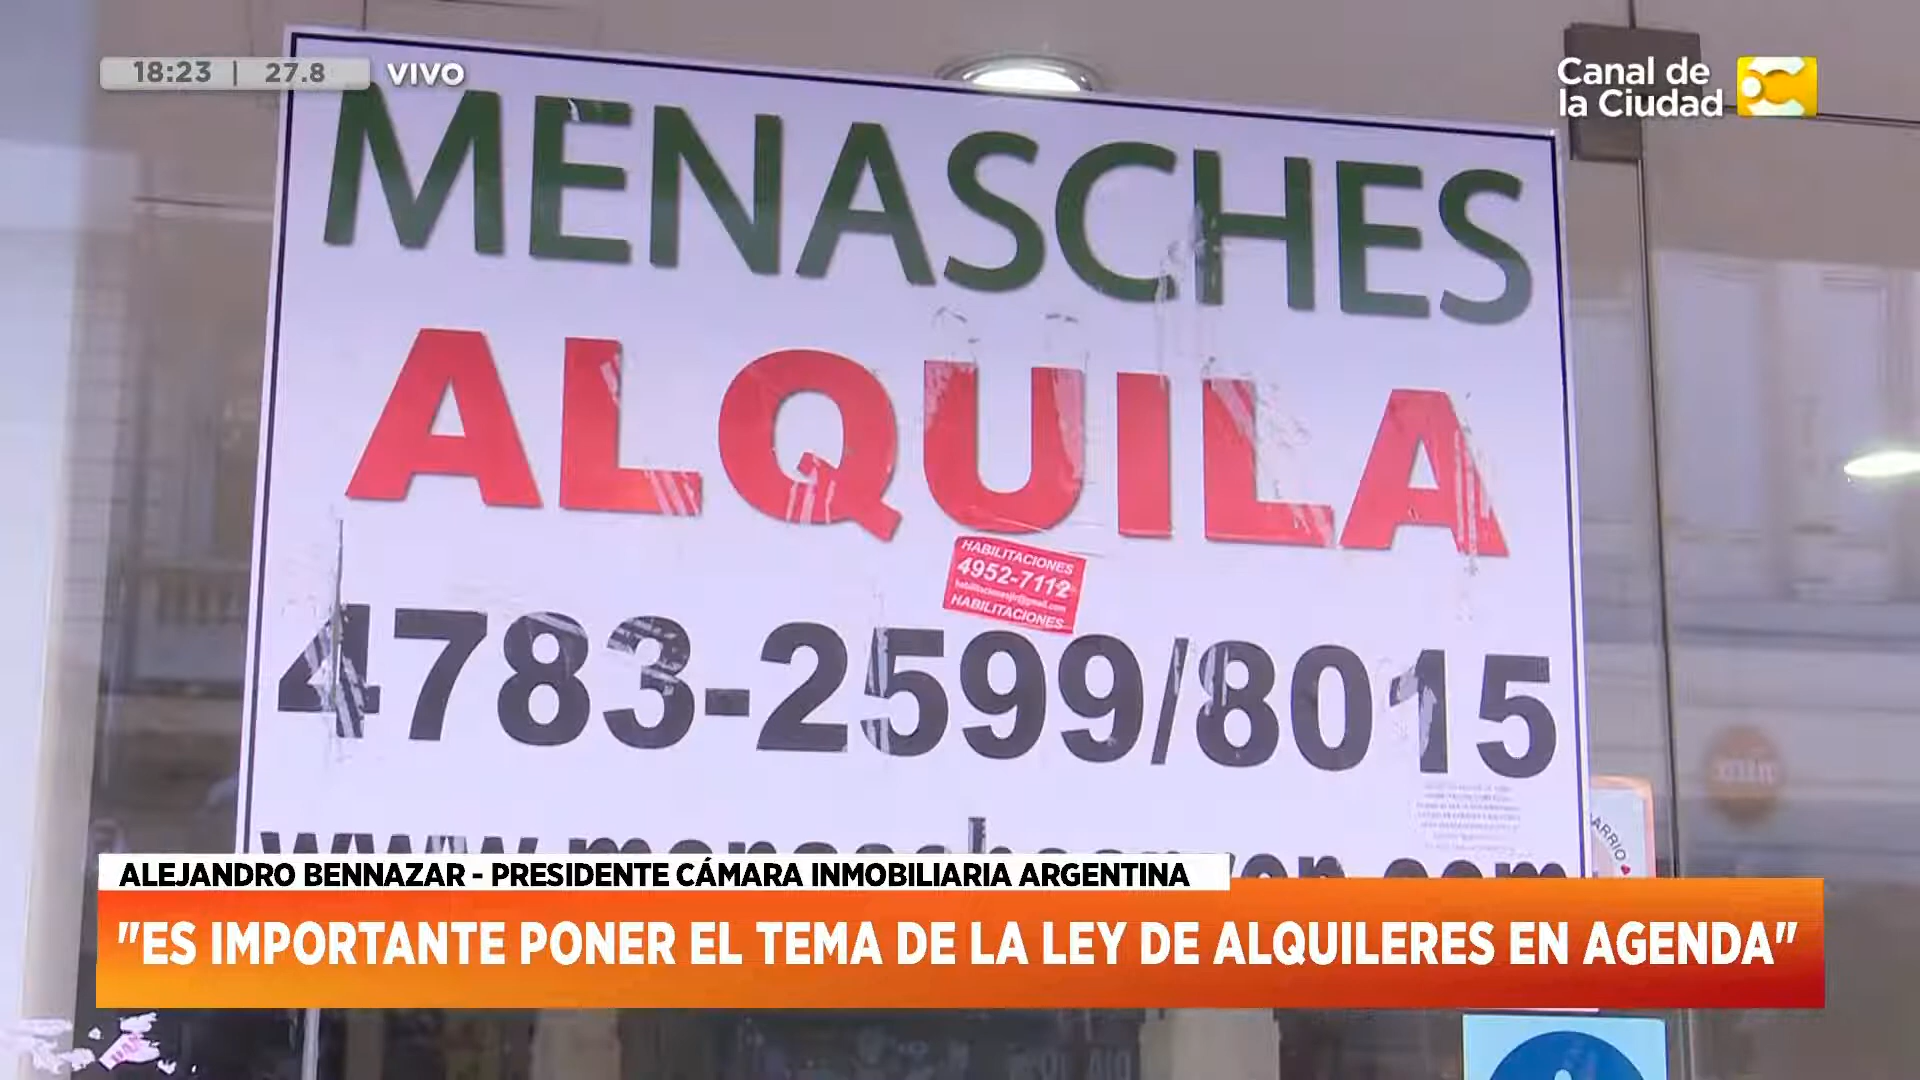 18:23 | 27.8 VIVO
Canal de
la Ciudad
MENASCHES
ALQUILA
HABILITACIONES
4952-7112
HABILITACIONES
4783-2599/8015
ARRIO
ALEJANDRO BENNAZAR - PRESIDENTE CÁMARA INMOBILIARIA ARGENTINA
"ES IMPORTANTE PONER EL TEMA DE LA LEY DE ALQUILERES EN AGENDA"